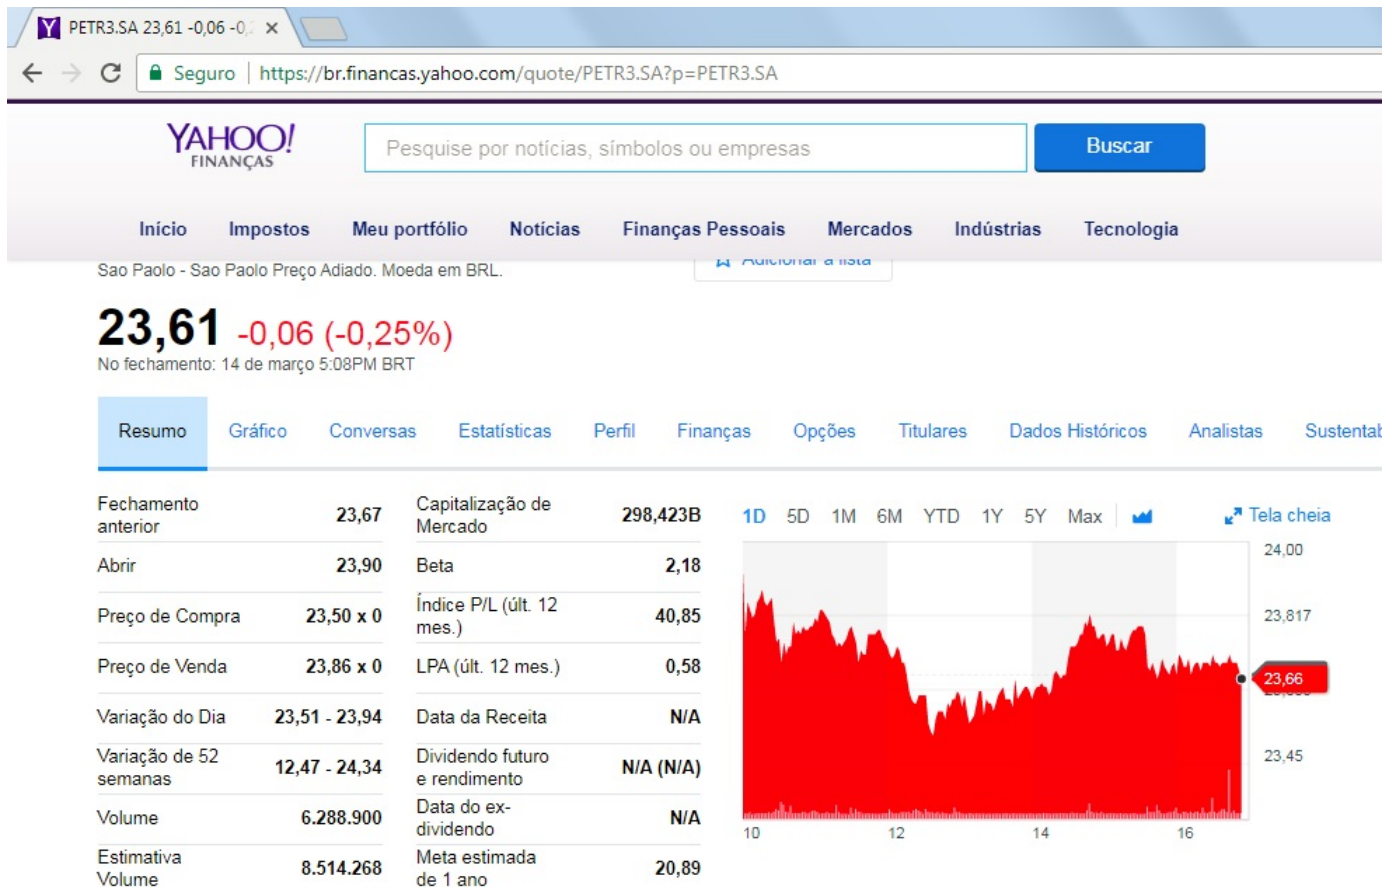 PETR3.SA 23,61 -0,06 -0,
Seguro | https://br.financas.yahoo.com/quote/PETR3.SA?p=PETR3.SA
YAHOO!
FINANÇAS
Pesquise por notícias, símbolos ou empresas
Buscar
Início Impostos Meu portfólio Notícias Finanças Pessoais Mercados Indústrias Tecnologia
Sao Paolo - Sao Paolo Preço Adiado. Moeda em BRL.
Adicionar à lista
23,61 -0,06 (-0,25%)
No fechamento: 14 de março 5:08PM BRT
Resumo Gráfico Conversas Estatísticas Perfil Finanças Opções Titulares Dados Históricos Analistas Sustentab
Fechamento
anterior 23,67
Abrir 23,90
Preço de Compra 23,50 x 0
Preço de Venda 23,86 x 0
Variação do Dia 23,51 - 23,94
Variação de 52
semanas 12,47 - 24,34
Volume 6.288.900
Estimativa
Volume 8.514.268
Capitalização de
Mercado 298,423B
Beta 2,18
Índice P/L (últ. 12
mes.) 40,85
LPA (últ. 12 mes.) 0,58
Data da Receita N/A
Dividendo futuro
e rendimento N/A (N/A)
Data do ex-
dividendo N/A
Meta estimada
de 1 ano 20,89
1D 5D 1M 6M YTD 1Y 5Y Max Tela cheia
24,00
23,817
23,66
23,45
10 12 14 16